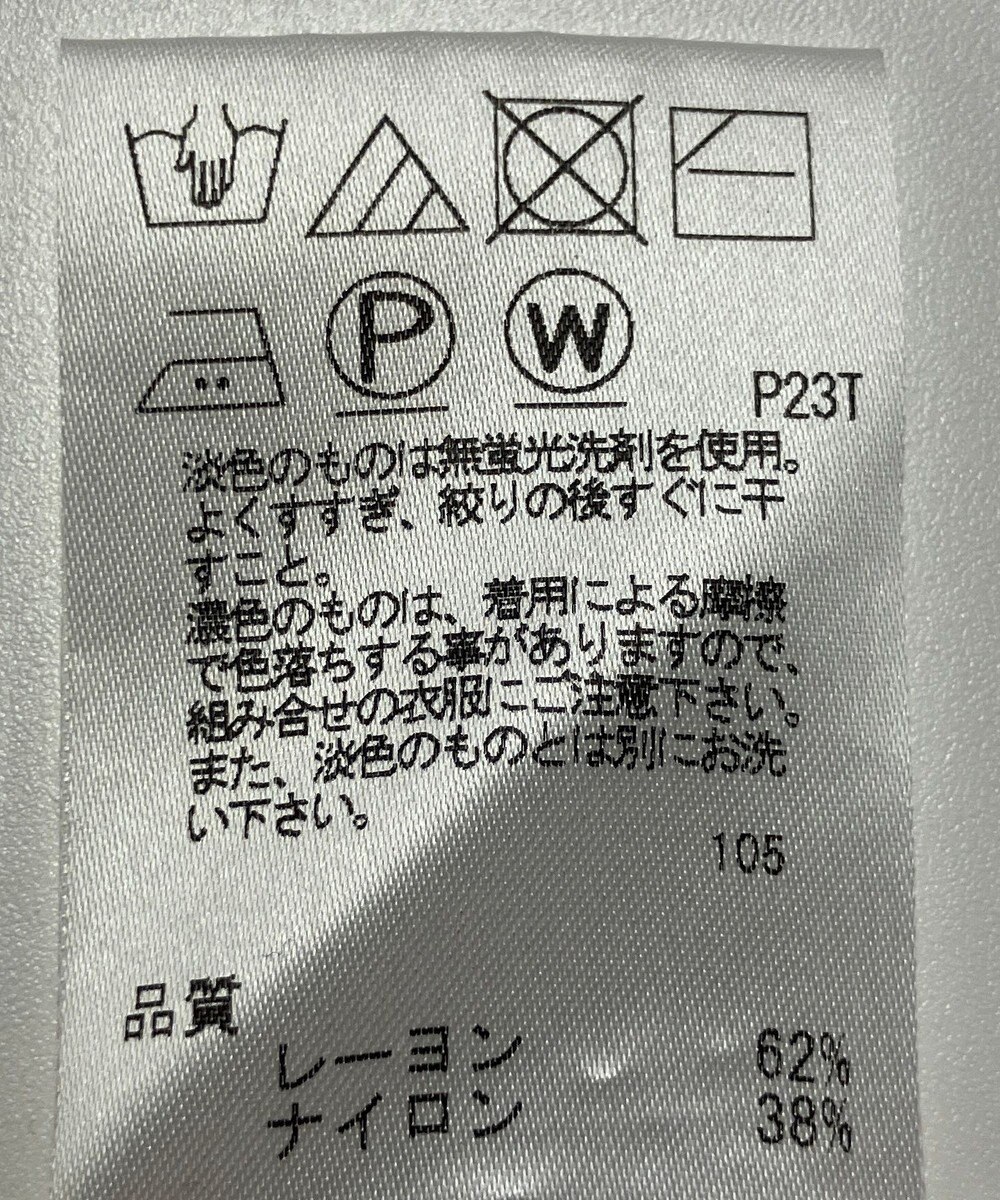 P
W
P23T
淡色のものは無蛍光洗剤を使用。
よくすすぎ、絞りの後すぐに干
すこと。
濃色のものは、着用による摩擦
で色落ちする事がありますので、
組み合せの衣服にご注意下さい。
また、淡色のものとは別にお洗
い下さい。
105
品質
レーヨン 62%
ナイロン 38%